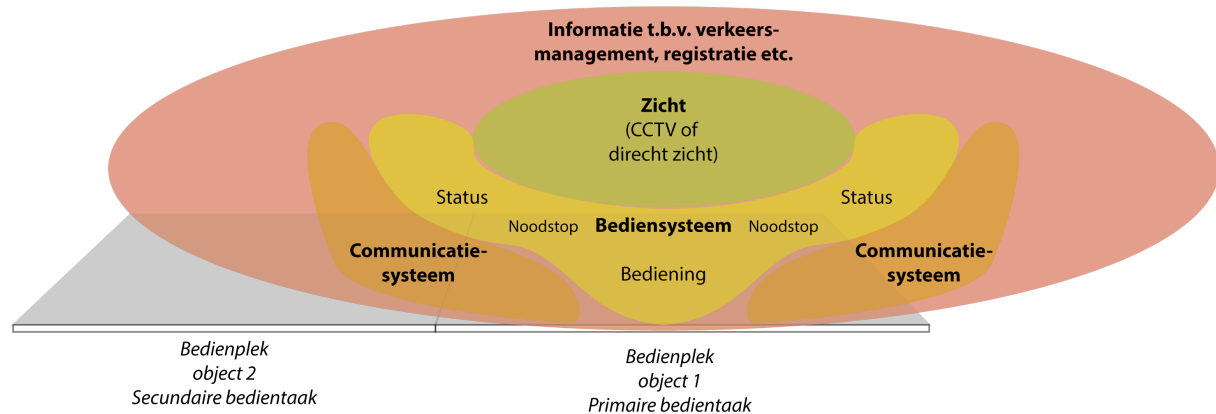 Informatie t.b.v. verkeers-
management, registratie etc.
Zicht
(CCTV of
direct zicht)
Status
Status
Noodstop
Bediensysteem
Noodstop
Communicatie-
systeem
Bediening
Communicatie-
systeem
Bedienplek
object 2
Secundaire bedientaak
Bedienplek
object 1
Primaire bedientaak